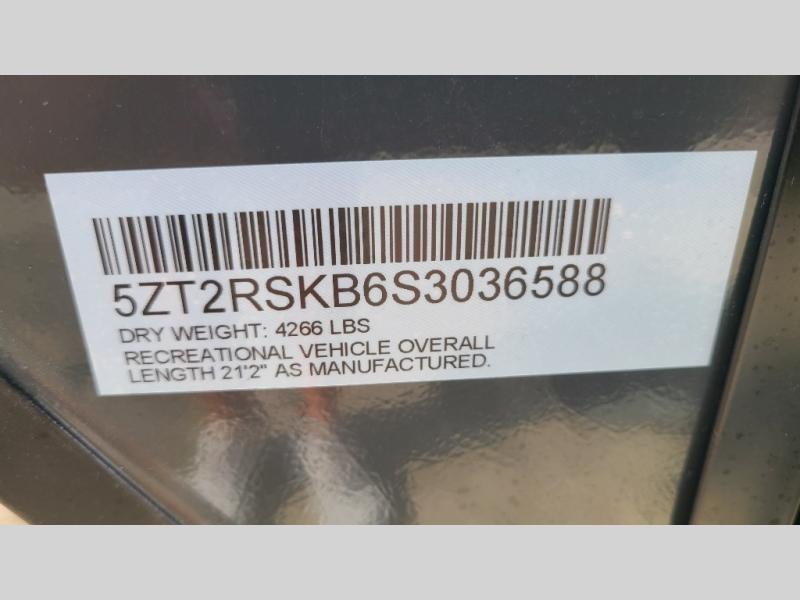 5ZT2RSKB6S3036588
DRY WEIGHT: 4266 LBS
RECREATIONAL VEHICLE OVERALL
LENGTH 21'2" AS MANUFACTURED.